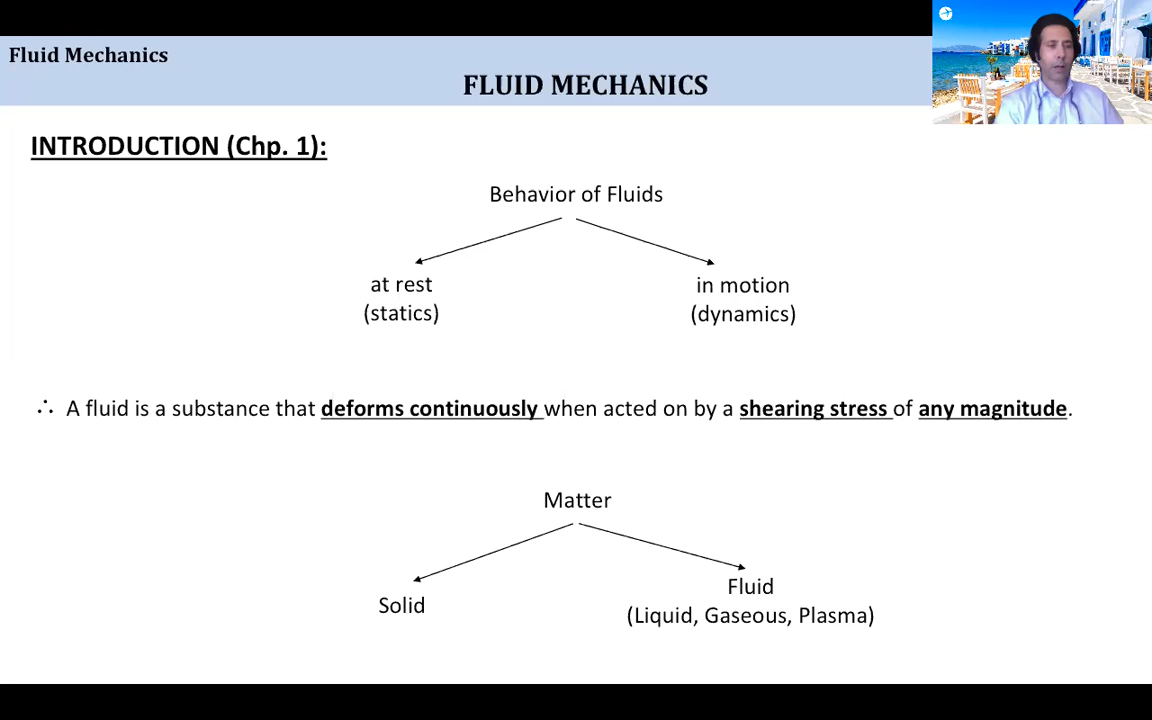 Fluid Mechanics
FLUID MECHANICS
INTRODUCTION (Chp. 1):
Behavior of Fluids
at rest
(statics)
in motion
(dynamics)
∴ A fluid is a substance that deforms continuously when acted on by a shearing stress of any magnitude.
Matter
Solid
Fluid
(Liquid, Gaseous, Plasma)